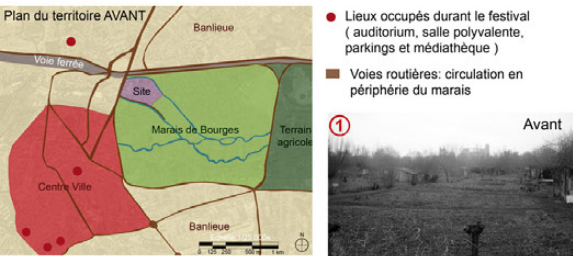 Plan du territoire AVANT
Banlieue
Voie ferrée
Site
Marais de Bourges
Terrain
agricole
Centre Ville
Banlieue
N
0 125 250 500 m 1 km
Lieux occupés durant le festival
( auditorium, salle polyvalente,
parkings et médiathèque )
Voies routières: circulation en
périphérie du marais
1
Avant